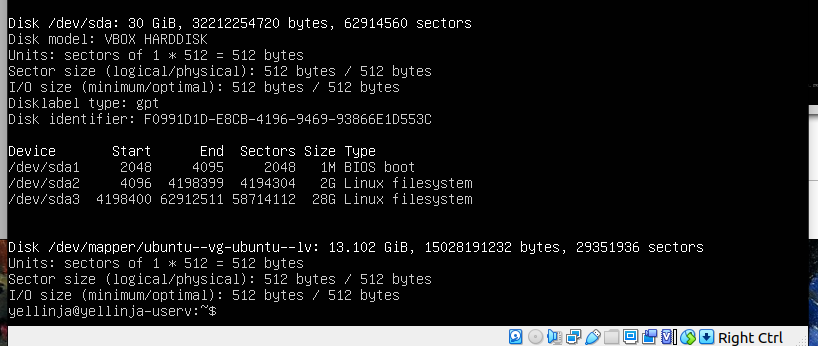 Disk /dev/sda: 30 GiB, 32212254720 bytes, 62914560 sectors
Disk model: VBOX HARDDISK
Units: sectors of 1 * 512 = 512 bytes
Sector size (logical/physical): 512 bytes / 512 bytes
I/O size (minimum/optimal): 512 bytes / 512 bytes
Disklabel type: gpt
Disk identifier: F0991D1D-E8CB-4196-9469-93866E1D553C
Device Start End Sectors Size Type
/dev/sda1 2048 4095 2048 1M BIOS boot
/dev/sda2 4096 4198399 4194304 2G Linux filesystem
/dev/sda3 4198400 62912511 58714112 28G Linux filesystem
Disk /dev/mapper/ubuntu--vg-ubuntu--lv: 13.102 GiB, 15028191232 bytes, 29351936 sectors
Units: sectors of 1 * 512 = 512 bytes
Sector size (logical/physical): 512 bytes / 512 bytes
I/O size (minimum/optimal): 512 bytes / 512 bytes
yellinja@yellinja-userv:~$
Right Ctrl